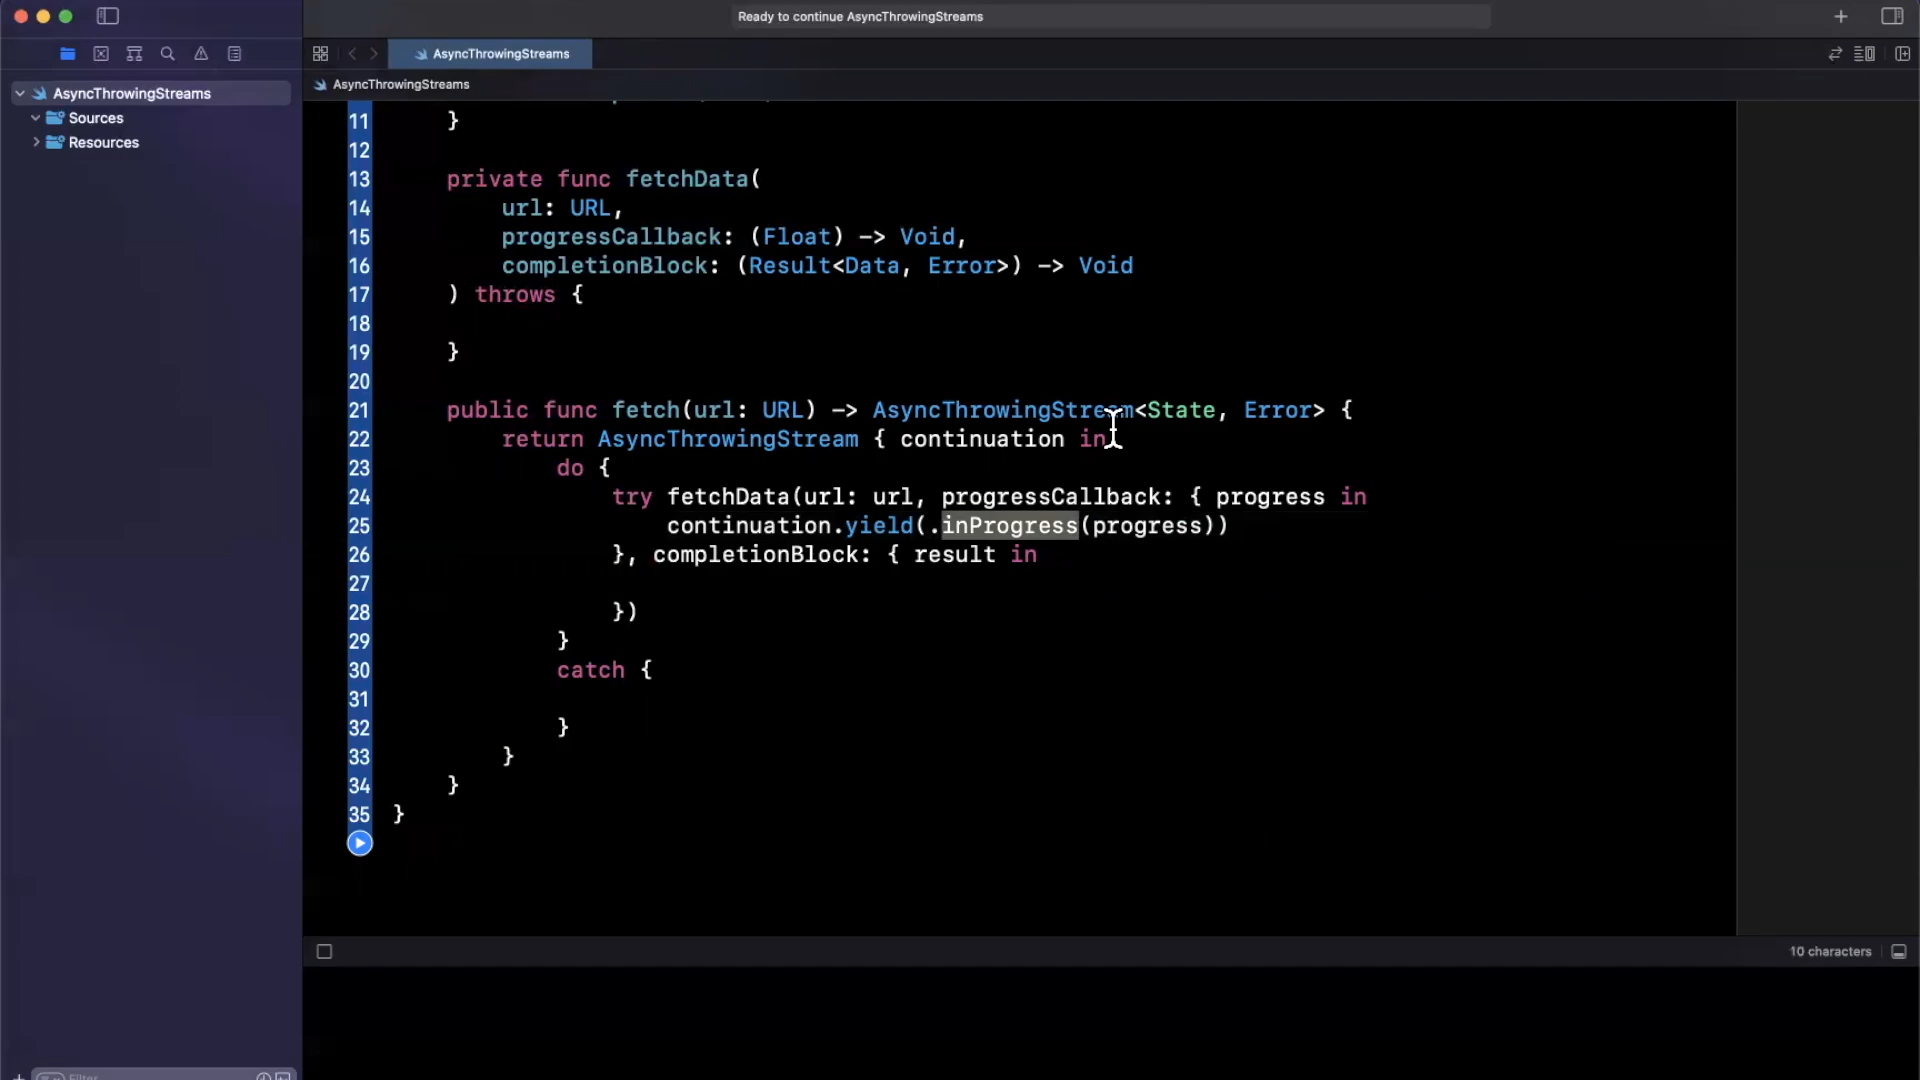 Ready to continue AsyncThrowingStreams
AsyncThrowingStreams
AsyncThrowingStreams
AsyncThrowingStreams
Sources
Resources
11 }
12
13 private func fetchData(
14 url: URL,
15 progressCallback: (Float) -> Void,
16 completionBlock: (Result<Data, Error>) -> Void
17 ) throws {
18
19 }
20
21 public func fetch(url: URL) -> AsyncThrowingStream<State, Error> {
22 return AsyncThrowingStream { continuation in
23 do {
24 try fetchData(url: url, progressCallback: { progress in
25 continuation.yield(.inProgress(progress))
26 }, completionBlock: { result in
27
28 })
29 }
30 catch {
31
32 }
33 }
34 }
35 }
10 characters
Filter